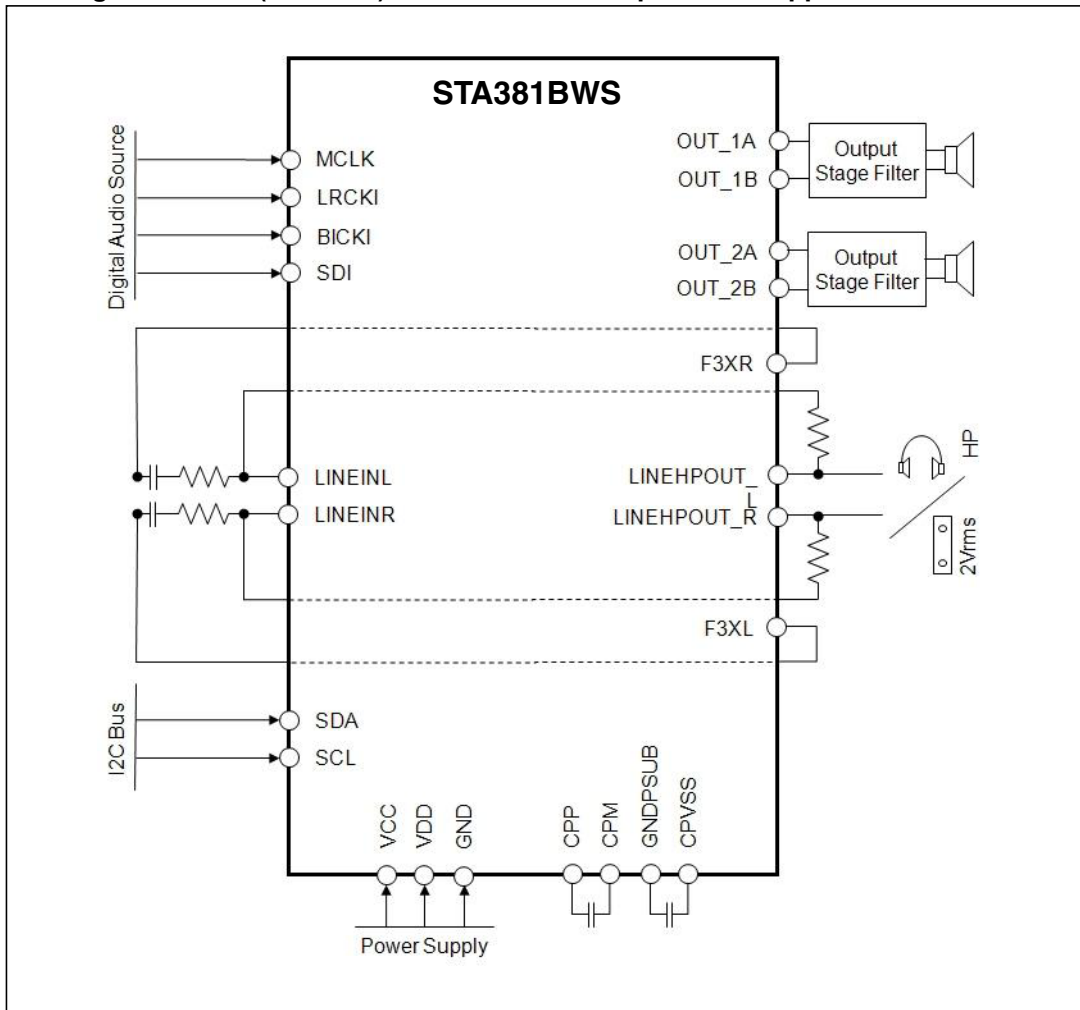 STA381BWS
Digital Audio Source
MCLK
LRCKI
BICKI
SDI
OUT_1A
OUT_1B
Output
Stage Filter
OUT_2A
OUT_2B
Output
Stage Filter
F3XR
LINEINL
LINEINR
LINEHPOUT_
L
LINEHPOUT_R
HP
2Vrms
F3XL
I2C Bus
SDA
SCL
VCC
VDD
GND
CPP
CPM
GNDPSUB
CPVSS
Power Supply